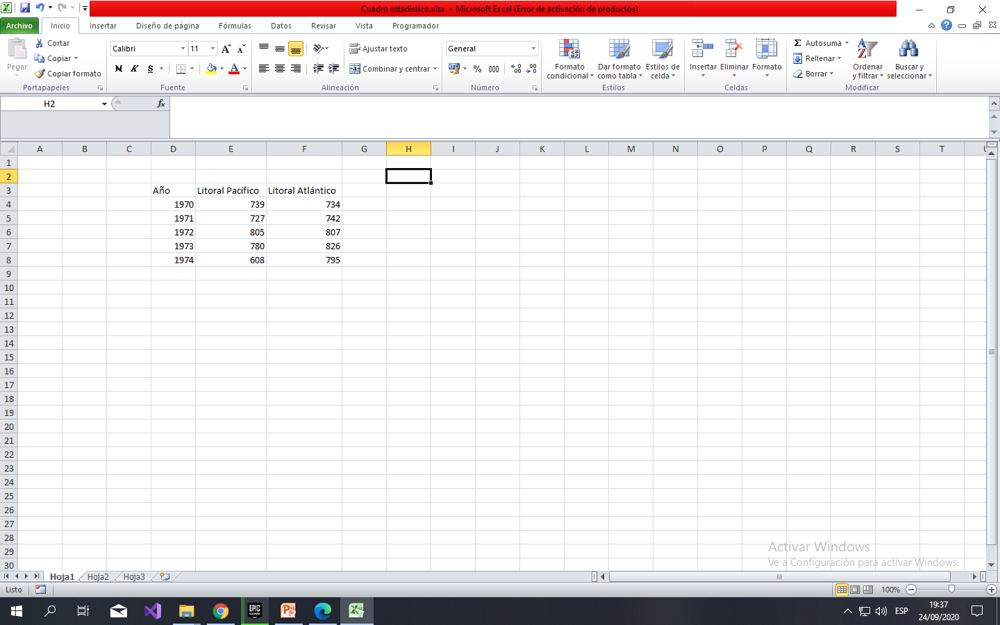 Cuadro estadistico.xlsx - Microsoft Excel (Error de activación de productos)
Archivo Inicio Insertar Diseño de página Fórmulas Datos Revisar Vista Programador
Pegar
Cortar
Copiar
Copiar formato
Portapapeles
Calibri 11
N K S
Fuente
Ajustar texto
Combinar y centrar
Alineación
General
% 000
Número
Formato condicional
Dar formato como tabla
Estilos de celda
Estilos
Insertar Eliminar Formato
Celdas
Σ Autosuma
Rellenar
Borrar
Ordenar y filtrar
Buscar y seleccionar
Modificar
H2 fx
A B C D E F G H I J K L M N O P Q R S T U
1
2
3 Año Litoral Pacífico Litoral Atlántico
4 1970 739 734
5 1971 727 742
6 1972 805 807
7 1973 780 826
8 1974 608 795
9
10
11
12
13
14
15
16
17
18
19
20
21
22
23
24
25
26
27
28
29
30
Activar Windows
Ve a Configuración para activar Windows.
Hoja1 Hoja2 Hoja3
Listo 100%
EPIC GAMES
ESP
19:37
24/09/2020